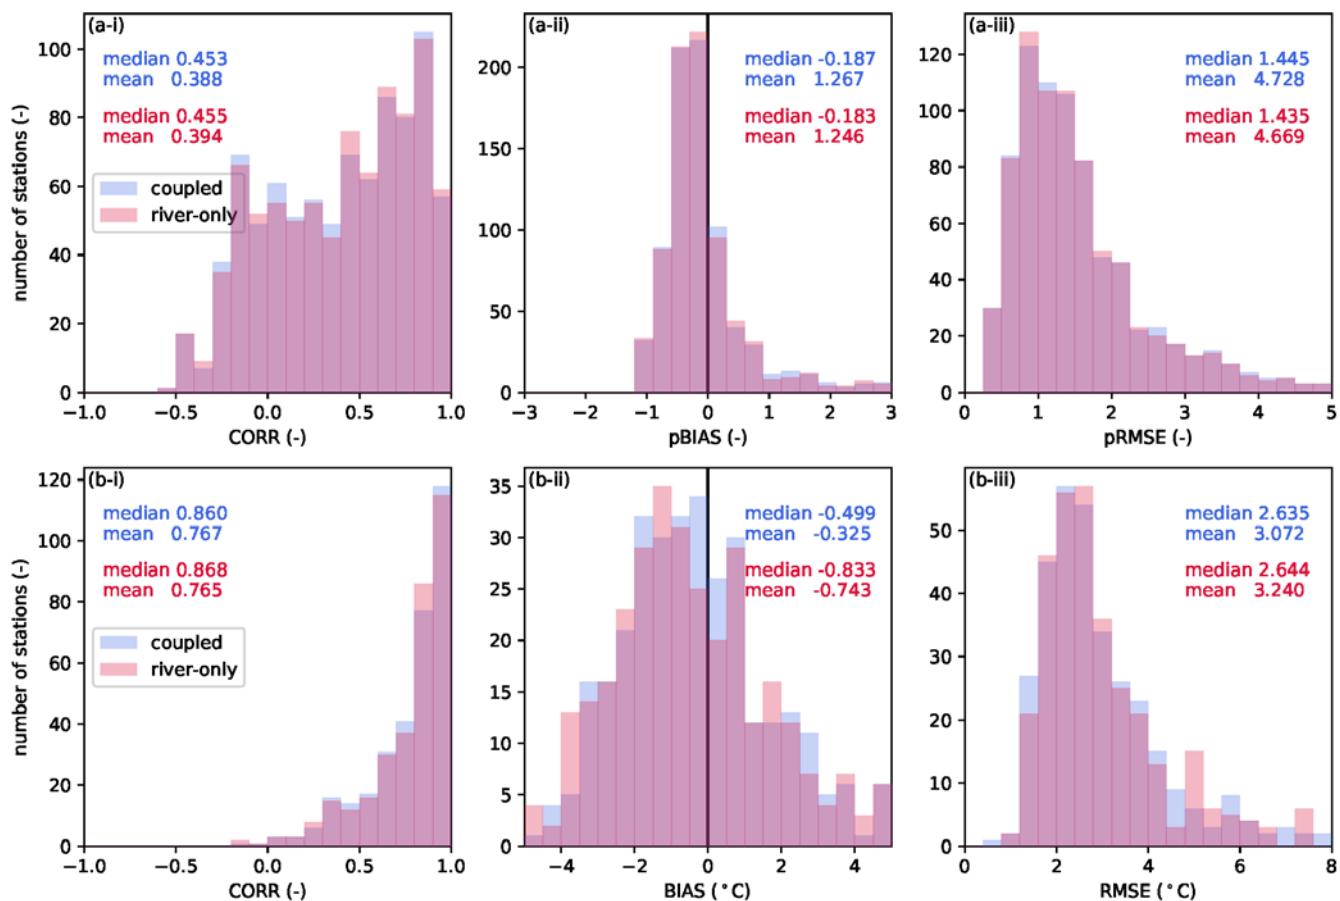 (a-i)
median 0.453
mean 0.388
median 0.455
mean 0.394
coupled
river-only
number of stations (-)
100
80
60
40
20
0
−1.0 −0.5 0.0 0.5 1.0
CORR (-)
(a-ii)
median -0.187
mean 1.267
median -0.183
mean 1.246
200
150
100
50
0
−3 −2 −1 0 1 2 3
pBIAS (-)
(a-iii)
median 1.445
mean 4.728
median 1.435
mean 4.669
120
100
80
60
40
20
0
0 1 2 3 4 5
pRMSE (-)
(b-i)
median 0.860
mean 0.767
median 0.868
mean 0.765
coupled
river-only
number of stations (-)
120
100
80
60
40
20
0
−1.0 −0.5 0.0 0.5 1.0
CORR (-)
(b-ii)
median -0.499
mean -0.325
median -0.833
mean -0.743
35
30
25
20
15
10
5
0
−4 −2 0 2 4
BIAS (°C)
(b-iii)
median 2.635
mean 3.072
median 2.644
mean 3.240
50
40
30
20
10
0
0 2 4 6 8
RMSE (°C)